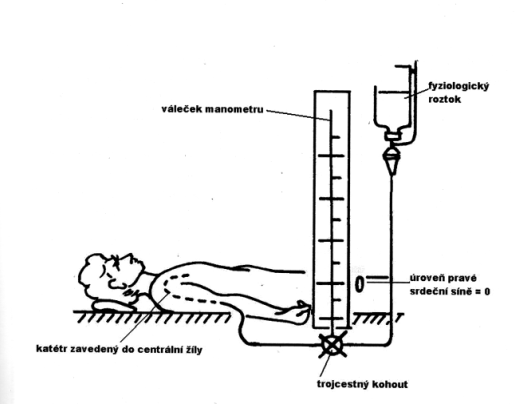 fyziologický
roztok
váleček manometru
úroveň pravé
srdeční síně = 0
0
katétr zavedený do centrální žíly
trojcestný kohout